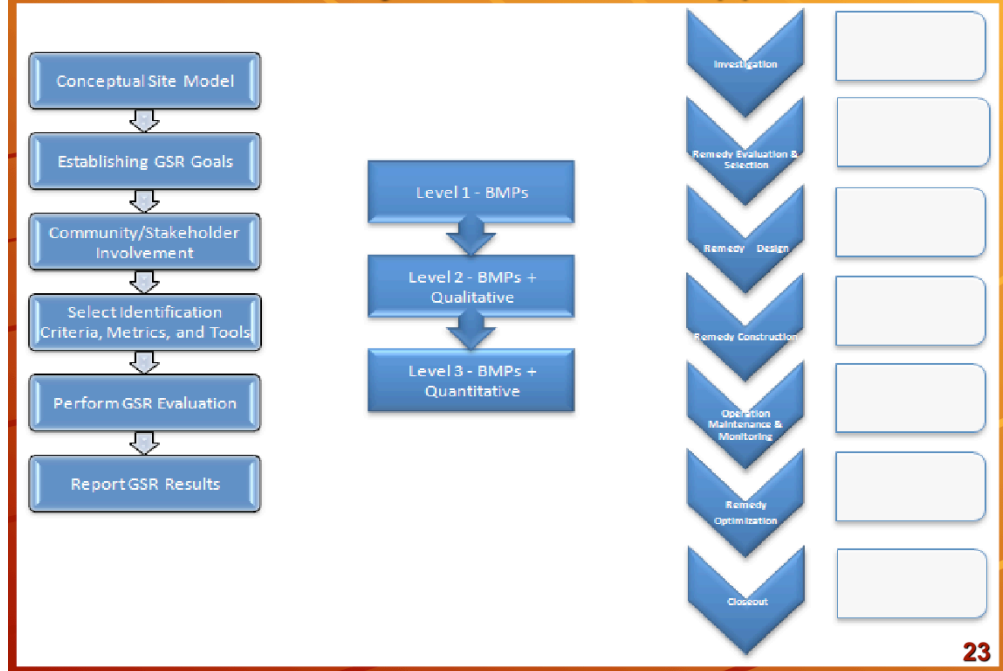 Conceptual Site Model
Establishing GSR Goals
Community/Stakeholder
Involvement
Select Identification
Criteria, Metrics, and Tools
Perform GSR Evaluation
Report GSR Results
Level 1 - BMPs
Level 2 - BMPs +
Qualitative
Level 3 - BMPs +
Quantitative
Investigation
Remedy Evaluation &
Selection
Remedy Design
Remedy Construction
Operation
Maintenance &
Monitoring
Remedy
Optimization
Closeout
23